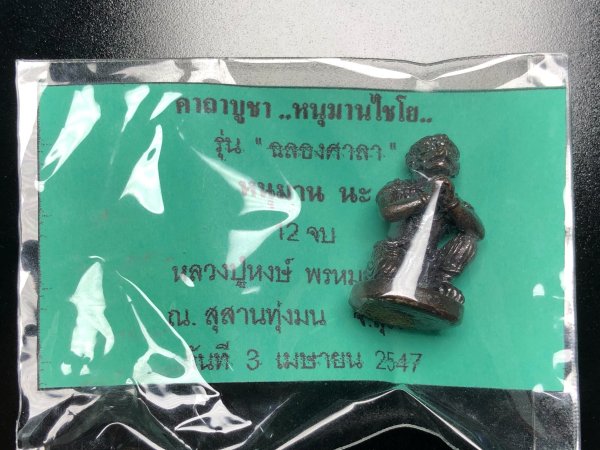 คาถาบูชา ..หนุมานไชโย..
รุ่น " ฉลองศาลา "
หนุมาน นะ
12 จบ
หลวงปู่หงษ์ พรหม
ณ. สุสานทุ่งมน
วันที่ 3 เมษายน 2547